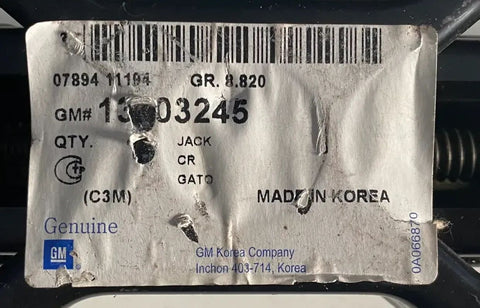 07894 11194 GR. 8.820
GM# 13 03245
QTY. JACK
CR
GATO
(C3M) MADE IN KOREA
Genuine
GM
GM Korea Company
Inchon 403-714, Korea
0A066870